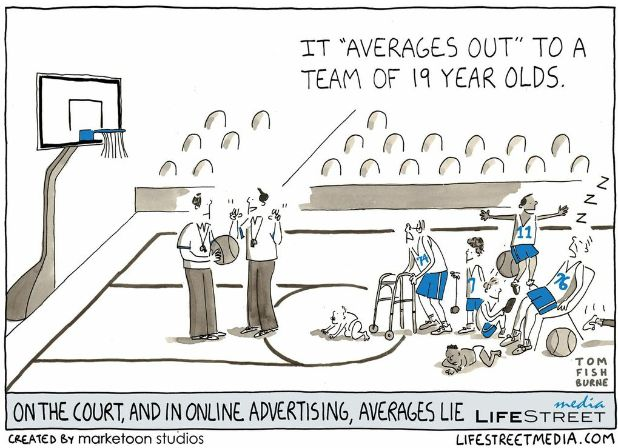 IT "AVERAGES OUT" TO A
TEAM OF 19 YEAR OLDS.
Z
Z
Z
11
74
7
76
TOM
FISH
BURNE
ON THE COURT, AND IN ONLINE ADVERTISING, AVERAGES LIE LIFESTREET media
CREATED BY marketoon studios LIFESTREETMEDIA.COM